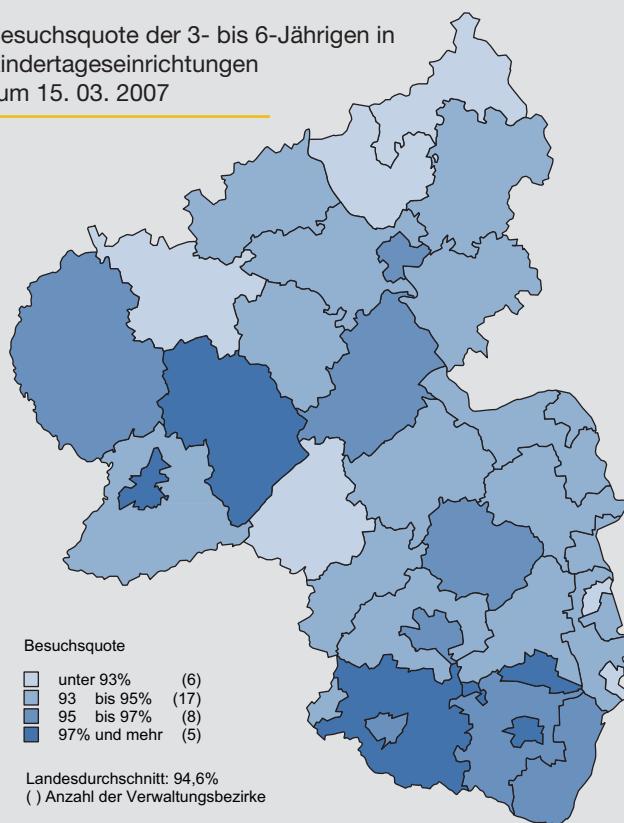 esuchsquote der 3- bis 6-Jährigen in
indertageseinrichtungen
um 15. 03. 2007
Besuchsquote
unter 93% (6)
93 bis 95% (17)
95 bis 97% (8)
97% und mehr (5)
Landesdurchschnitt: 94,6%
( ) Anzahl der Verwaltungsbezirke